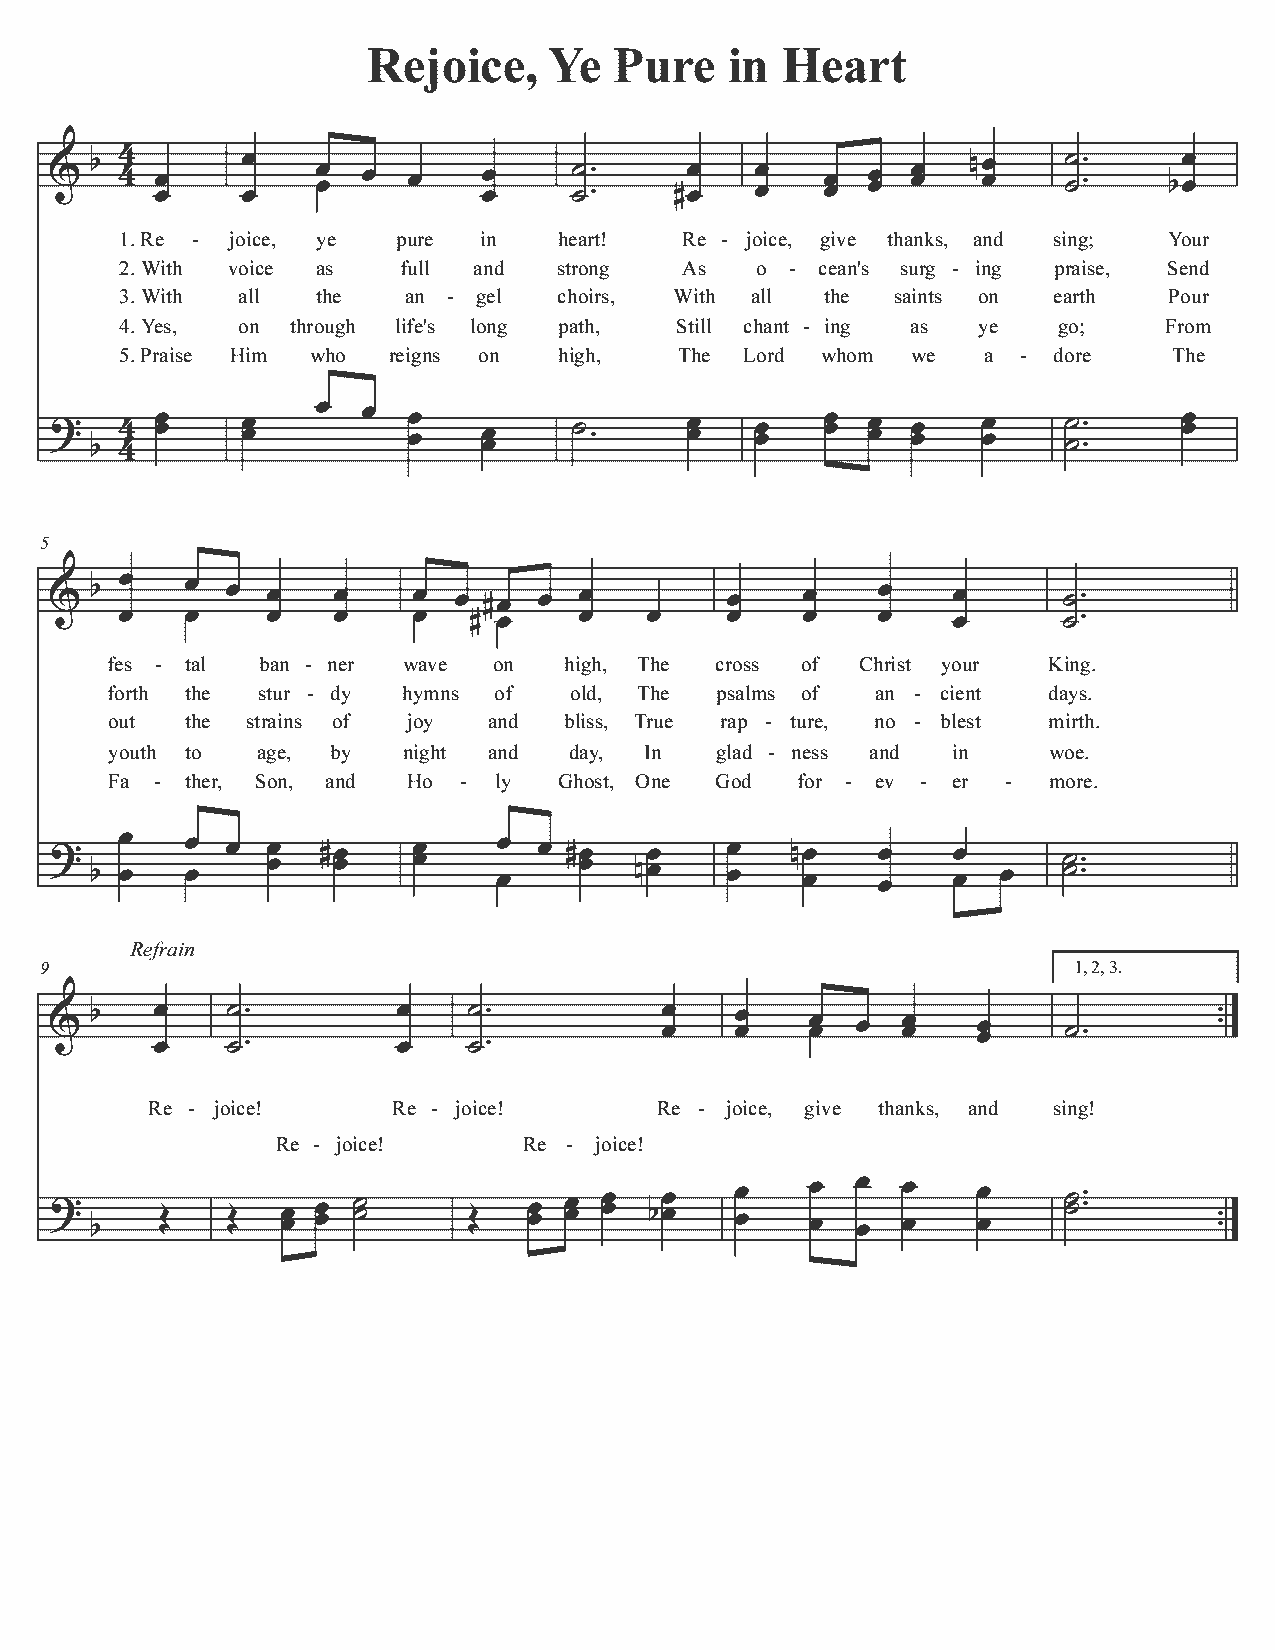 Rejoice, Ye Pure in Heart
1. Re - joice, ye pure in heart! Re - joice, give thanks, and sing; Your
2. With voice as full and strong As o - cean's surg - ing praise, Send
3. With all the an - gel choirs, With all the saints on earth Pour
4. Yes, on through life's long path, Still chant - ing as ye go; From
5. Praise Him who reigns on high, The Lord whom we a - dore The
5
fes - tal ban - ner wave on high, The cross of Christ your King.
forth the stur - dy hymns of old, The psalms of an - cient days.
out the strains of joy and bliss, True rap - ture, no - blest mirth.
youth to age, by night and day, In glad - ness and in woe.
Fa - ther, Son, and Ho - ly Ghost, One God for - ev - er - more.
Refrain
9
1, 2, 3.
Re - joice! Re - joice! Re - joice, give thanks, and sing!
Re - joice! Re - joice!